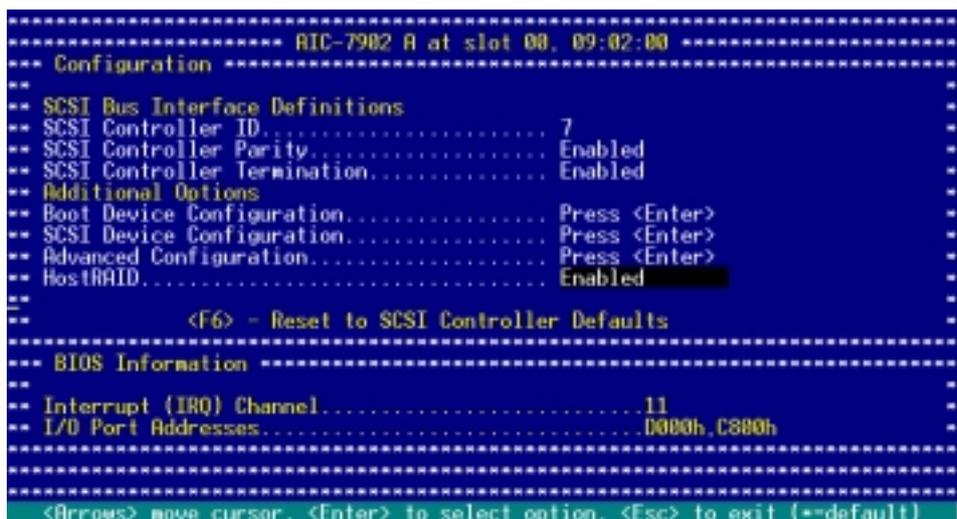 AIC-7902 A at slot 00, 09:02:00
Configuration
SCSI Bus Interface Definitions
SCSI Controller ID....................... 7
SCSI Controller Parity................... Enabled
SCSI Controller Termination.............. Enabled
Additional Options
Boot Device Configuration................ Press <Enter>
SCSI Device Configuration................ Press <Enter>
Advanced Configuration................... Press <Enter>
HostRAID................................. Enabled
<F6> - Reset to SCSI Controller Defaults
BIOS Information
Interrupt (IRQ) Channel...........................11
I/O Port Addresses................................D000h,C800h
<Arrows> move cursor, <Enter> to select option, <Esc> to exit (*=default)